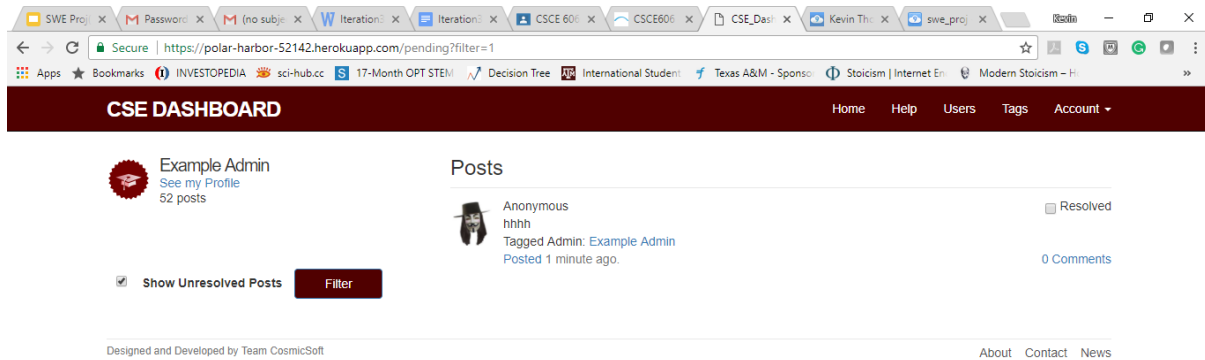 SWE Proj
M Password
M (no subje
Iteration3
Iteration3
CSCE 606
CSCE606
CSE_Dash
Kevin Tho
swe_proj
Kevin
Secure | https://polar-harbor-52142.herokuapp.com/pending?filter=1
Apps Bookmarks INVESTOPEDIA sci-hub.cc S 17-Month OPT STEM Decision Tree International Student Texas A&M - Sponso Stoicism | Internet En Modern Stoicism – H »
CSE DASHBOARD
Home Help Users Tags Account
Example Admin
See my Profile
52 posts
Show Unresolved Posts
Filter
Posts
Anonymous
Resolved
hhhh
Tagged Admin: Example Admin
Posted 1 minute ago.
0 Comments
Designed and Developed by Team CosmicSoft
About Contact News